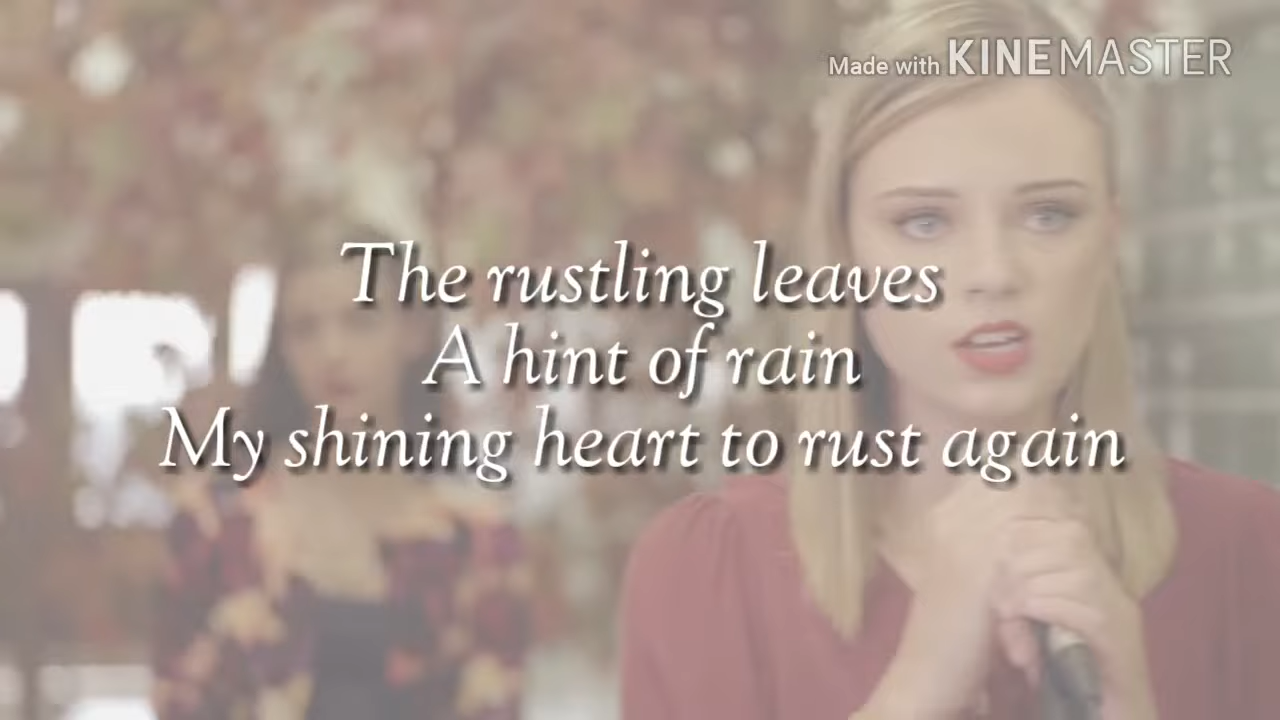 Made with KINEMASTER
The rustling leaves
A hint of rain
My shining heart to rust again